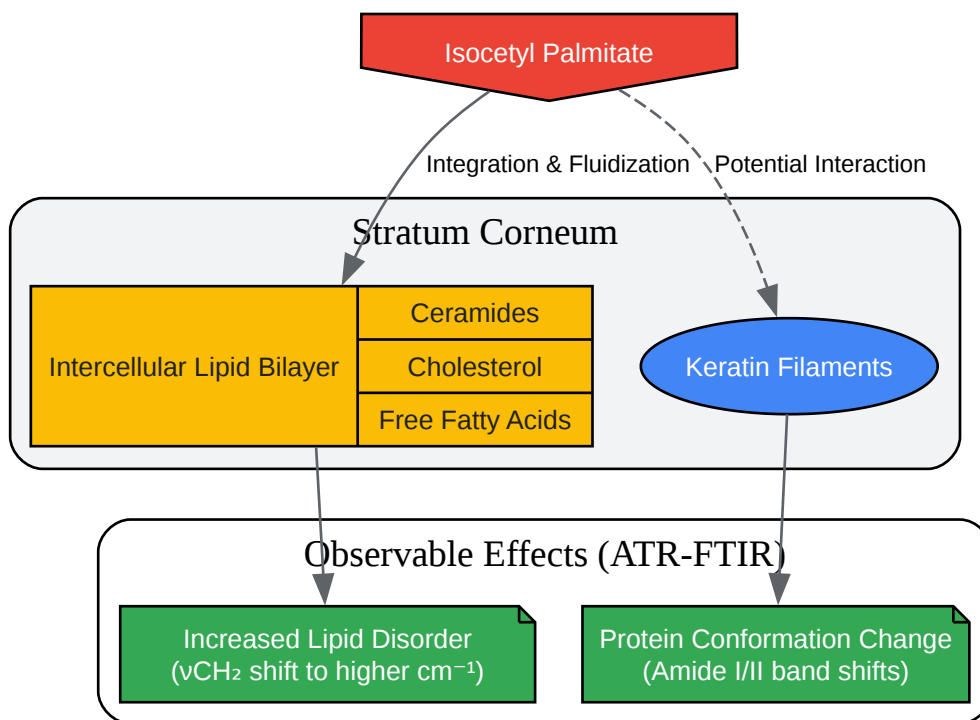 Isocetyl Palmitate
Integration & Fluidization
Potential Interaction
Stratum Corneum
Intercellular Lipid Bilayer
Ceramides
Cholesterol
Free Fatty Acids
Keratin Filaments
Observable Effects (ATR-FTIR)
Increased Lipid Disorder
(νCH₂ shift to higher cm⁻¹)
Protein Conformation Change
(Amide I/II band shifts)